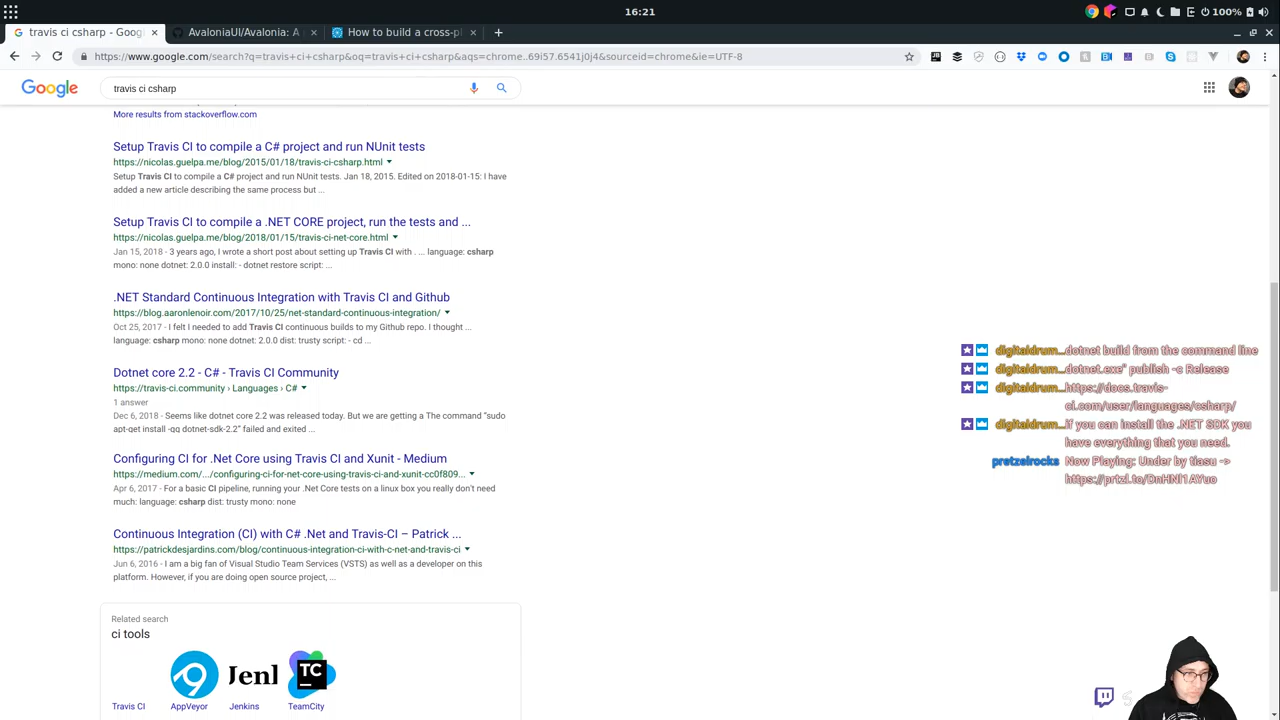 16:21
100%
travis ci csharp - Goog
AvaloniaUI/Avalonia: A
How to build a cross-pl
https://www.google.com/search?q=travis+ci+csharp&oq=travis+ci+csharp&aqs=chrome..69i57.6541j0j4&sourceid=chrome&ie=UTF-8
Google
travis ci csharp
More results from stackoverflow.com
Setup Travis CI to compile a C# project and run NUnit tests
https://nicolas.guelpa.me/blog/2015/01/18/travis-ci-csharp.html
Setup Travis CI to compile a C# project and run NUnit tests. Jan 18, 2015. Edited on 2018-01-15: I have
added a new article describing the same process but ...
Setup Travis CI to compile a .NET CORE project, run the tests and ...
https://nicolas.guelpa.me/blog/2018/01/15/travis-ci-net-core.html
Jan 15, 2018 - 3 years ago, I wrote a short post about setting up Travis CI with . ... language: csharp
mono: none dotnet: 2.0.0 install: - dotnet restore script: ...
.NET Standard Continuous Integration with Travis CI and Github
https://blog.aaronlenoir.com/2017/10/25/net-standard-continuous-integration/
Oct 25, 2017 - I felt I needed to add Travis CI continuous builds to my Github repo. I thought ...
language: csharp mono: none dotnet: 2.0.0 dist: trusty script: - cd ...
Dotnet core 2.2 - C# - Travis CI Community
https://travis-ci.community › Languages › C#
1 answer
Dec 6, 2018 - Seems like dotnet core 2.2 was released today. But we are getting a The command "sudo
apt-get install -qq dotnet-sdk-2.2" failed and exited ...
Configuring CI for .Net Core using Travis CI and Xunit - Medium
https://medium.com/.../configuring-ci-for-net-core-using-travis-ci-and-xunit-cc0f809...
Apr 6, 2017 - For a basic CI pipeline, running your .Net Core tests on a linux box you really don't need
much: language: csharp dist: trusty mono: none
Continuous Integration (CI) with C# .Net and Travis-CI – Patrick ...
https://patrickdesjardins.com/blog/continuous-integration-ci-with-c-net-and-travis-ci
Jun 6, 2016 - I am a big fan of Visual Studio Team Services (VSTS) as well as a developer on this
platform. However, if you are doing open source project, ...
Related search
ci tools
Jenl
TC
Travis CI
AppVeyor
Jenkins
TeamCity
digitaldrum... dotnet build from the command line
digitaldrum... dotnet.exe" publish -c Release
digitaldrum... https://docs.travis-
ci.com/user/languages/csharp/
digitaldrum... if you can install the .NET SDK you
have everything that you need.
pretzelrocks Now Playing: Under by tiasu ->
https://prtzl.to/DnHNI1AYuo